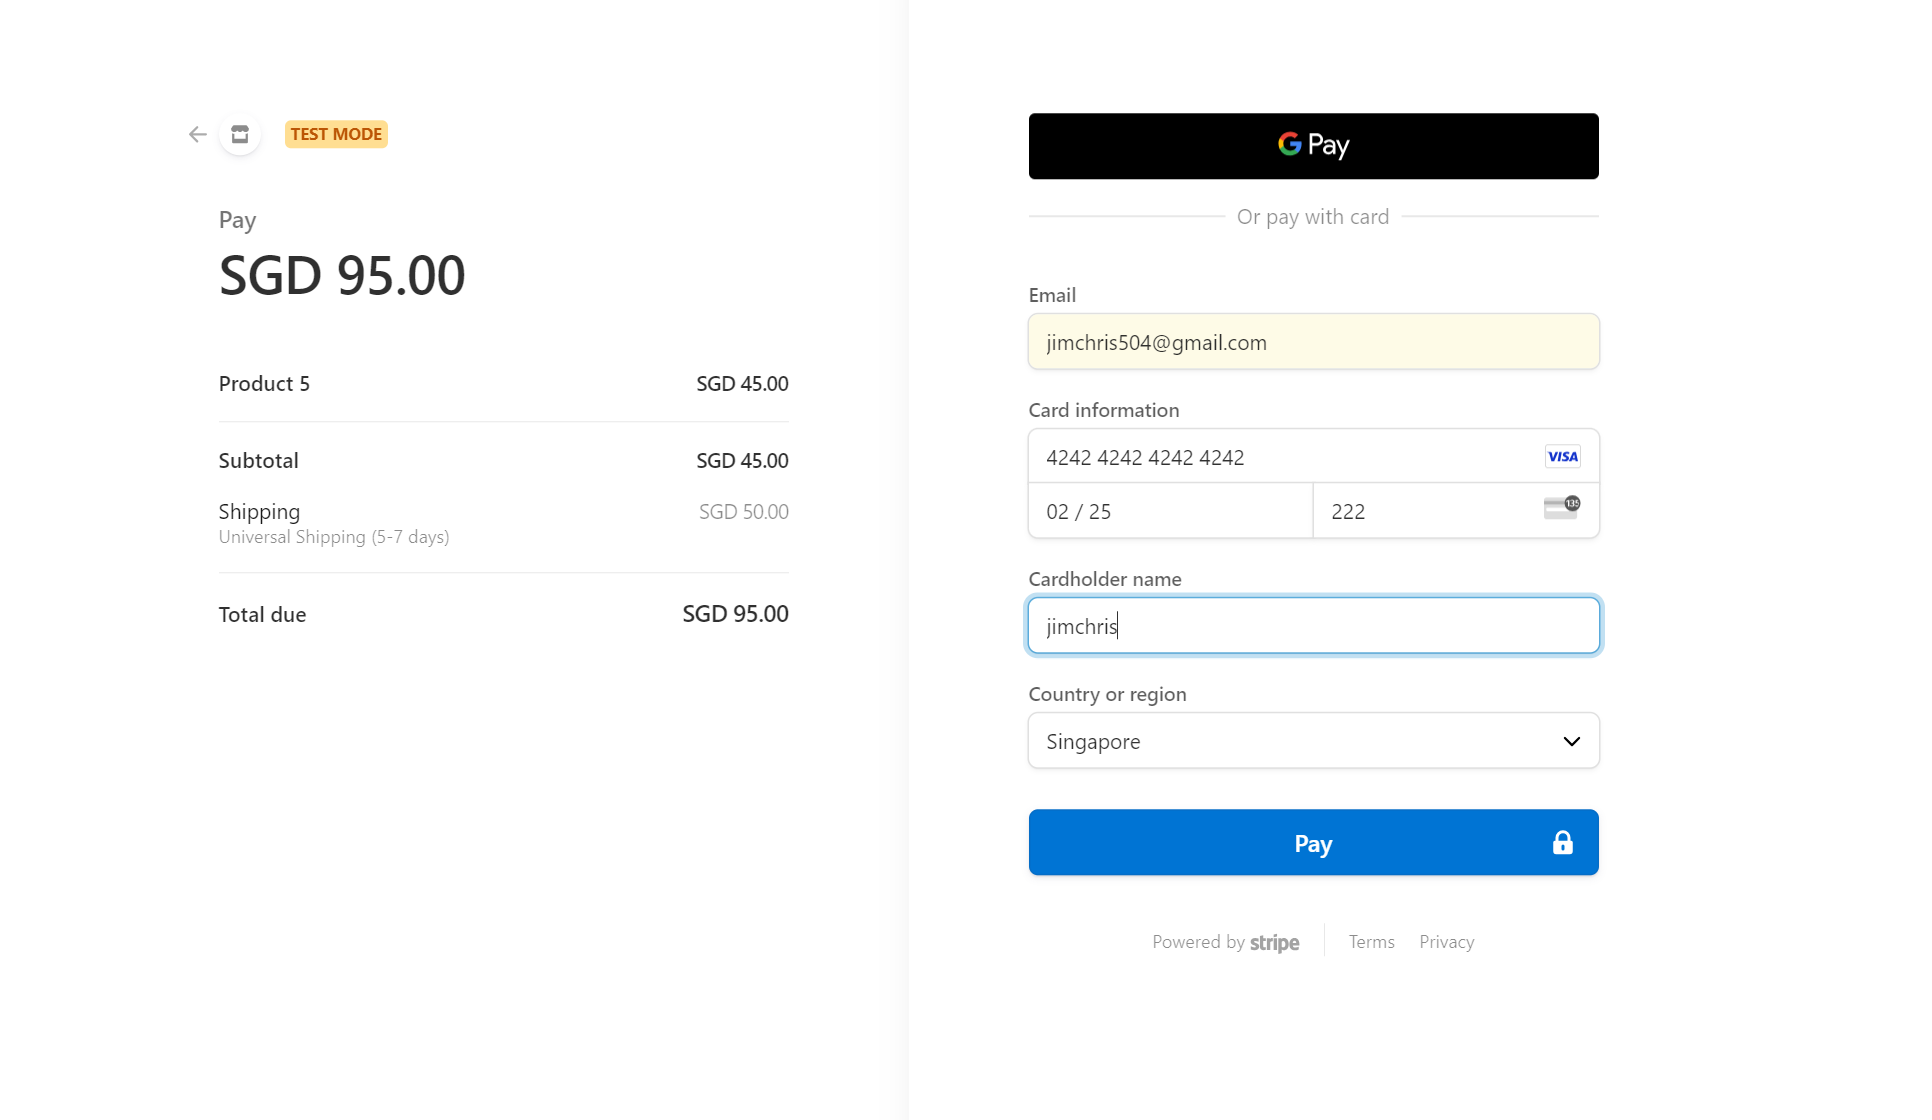 TEST MODE
Pay
SGD 95.00
Product 5 SGD 45.00
Subtotal SGD 45.00
Shipping SGD 50.00
Universal Shipping (5-7 days)
Total due SGD 95.00
G Pay
Or pay with card
Email
jimchris504@gmail.com
Card information
4242 4242 4242 4242 VISA
02 / 25 222 135
Cardholder name
jimchris
Country or region
Singapore
Pay
Powered by stripe Terms Privacy